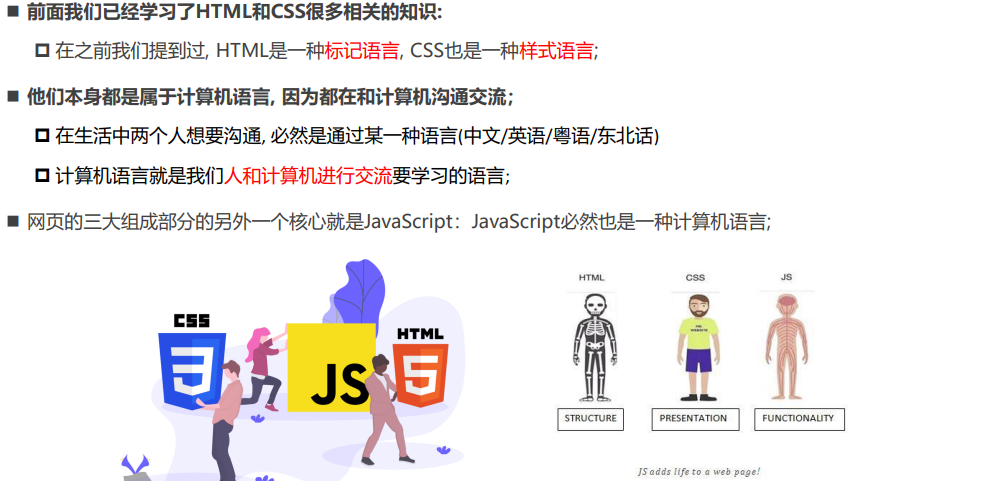 前面我们已经学习了HTML和CSS很多相关的知识:
在之前我们提到过, HTML是一种标记语言, CSS也是一种样式语言;
他们本身都是属于计算机语言, 因为都在和计算机沟通交流;
在生活中两个人想要沟通, 必然是通过某一种语言(中文/英语/粤语/东北话)
计算机语言就是我们人和计算机进行交流要学习的语言;
网页的三大组成部分的另外一个核心就是JavaScript：JavaScript必然也是一种计算机语言;
CSS
3
JS
HTML
5
HTML
CSS
JS
STRUCTURE
PRESENTATION
FUNCTIONALITY
JS adds life to a web page!